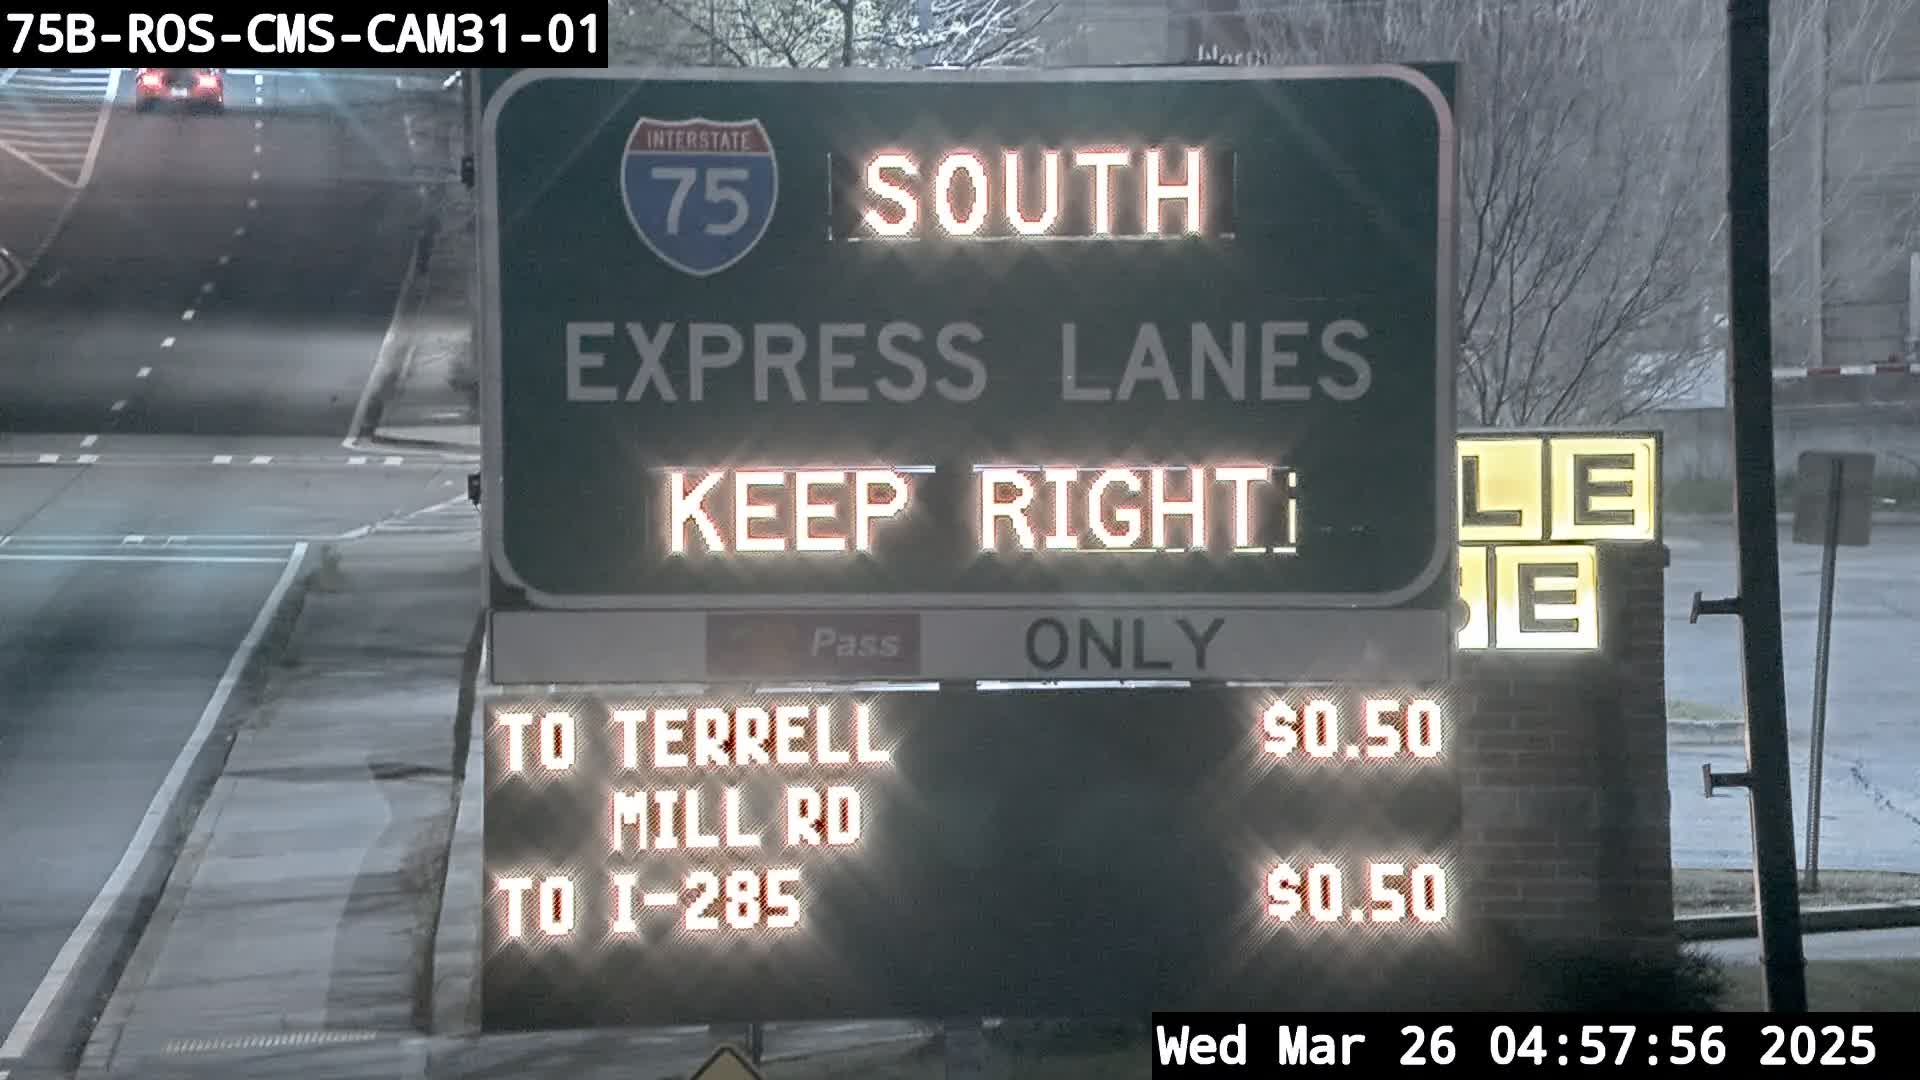 75B-ROS-CMS-CAM31-01
INTERSTATE
75
SOUTH
EXPRESS LANES
KEEP RIGHT
Pass ONLY
TO TERRELL $0.50
MILL RD
TO I-285 $0.50
LE
E
Wed Mar 26 04:57:56 2025